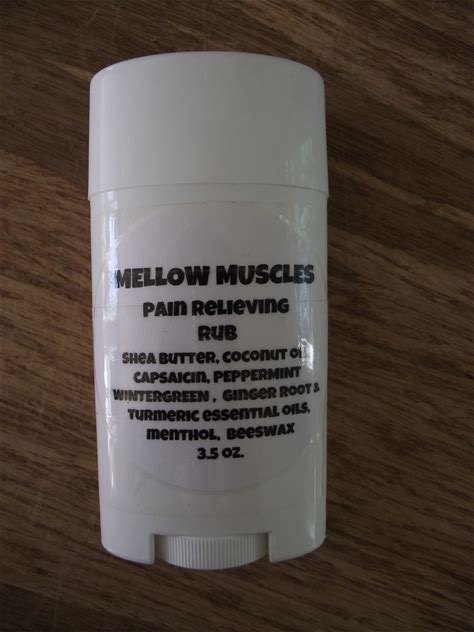 MELLOW MUSCLES
PAIN RELIEVING
RUB
SHEA BUTTER, COCONUT OIL
CAPSAICIN, PEPPERMINT
WINTERGREEN , GINGER ROOT &
TURMERIC ESSENTIAL OILS,
MENTHOL, BEESWAX
3.5 OZ.